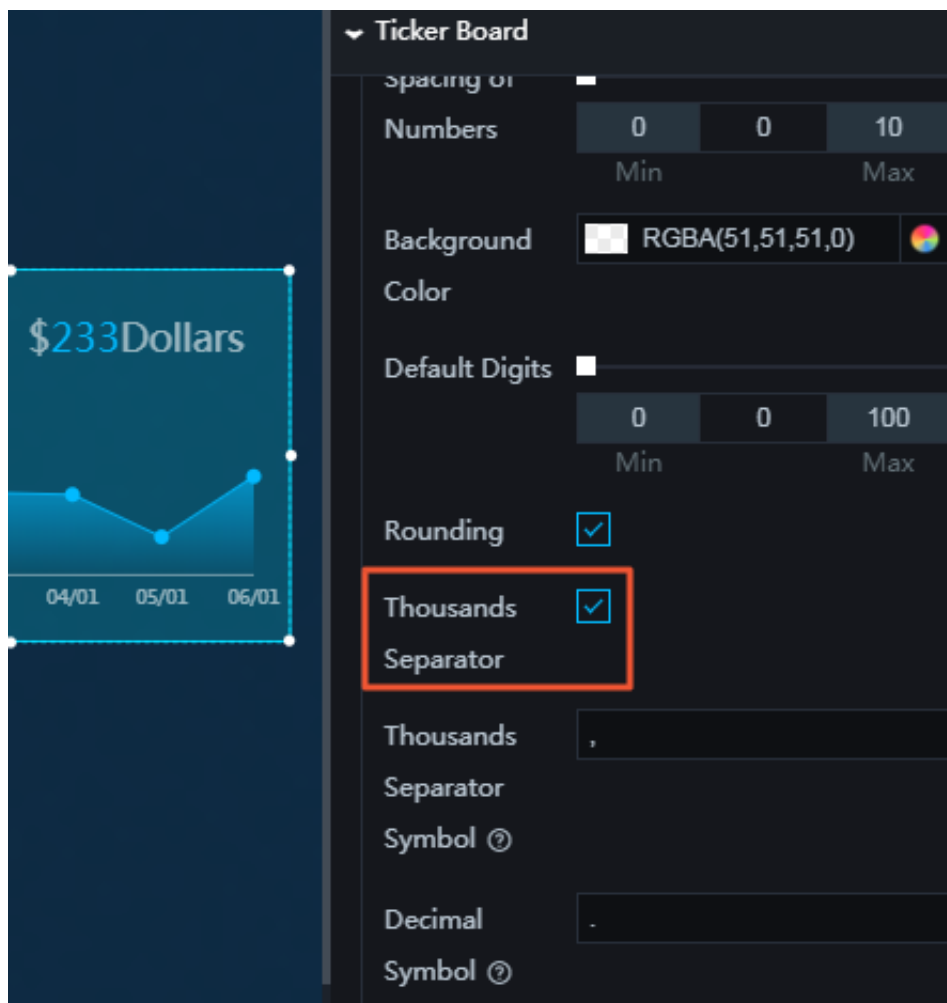 Ticker Board
Spacing of
Numbers
0 0 10
Min Max
Background
Color
RGBA(51,51,51,0)
$233Dollars
Default Digits
0 0 100
Min Max
Rounding
04/01 05/01 06/01
Thousands
Separator
Thousands
Separator
Symbol
,
Decimal
Symbol
.